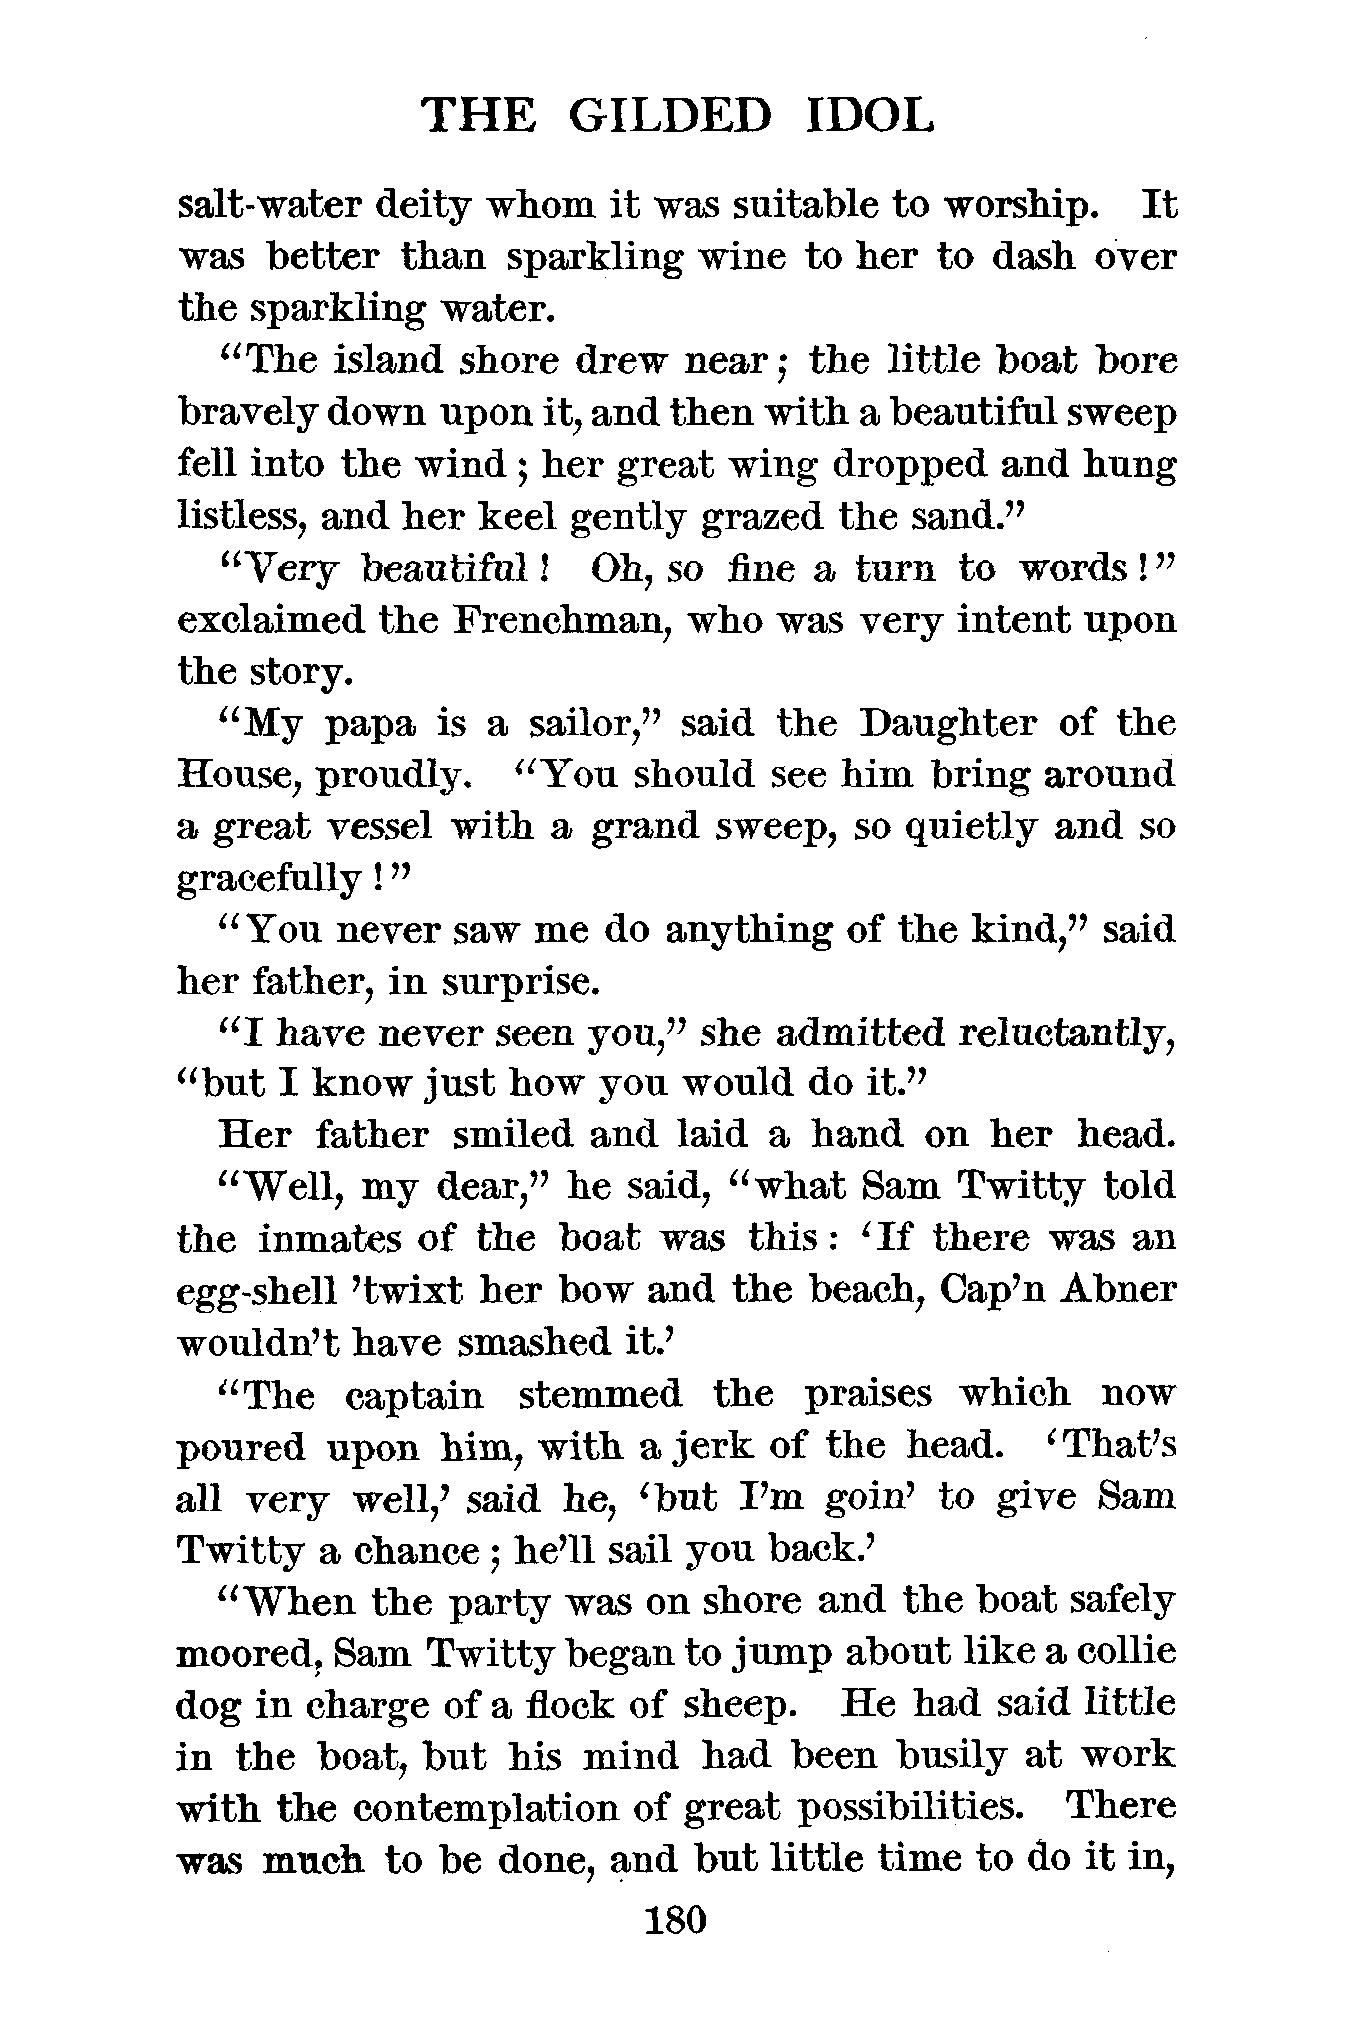 THE GILDED IDOL
salt-water deity whom it was suitable to worship. It
was better than sparkling wine to her to dash over
the sparkling water.
“The island shore drew near; the little boat bore
bravely down upon it, and then with a beautiful sweep
fell into the wind; her great wing dropped and hung
listless, and her keel gently grazed the sand.”
“Very beautiful! Oh, so fine a turn to words!”
exclaimed the Frenchman, who was very intent upon
the story.
“My papa is a sailor,” said the Daughter of the
House, proudly. “You should see him bring around
a great vessel with a grand sweep, so quietly and so
gracefully!”
“You never saw me do anything of the kind,” said
her father, in surprise.
“I have never seen you,” she admitted reluctantly,
“but I know just how you would do it.”
Her father smiled and laid a hand on her head.
“Well, my dear,” he said, “what Sam Twitty told
the inmates of the boat was this: ‘If there was an
egg-shell ’twixt her bow and the beach, Cap’n Abner
wouldn’t have smashed it.’
“The captain stemmed the praises which now
poured upon him, with a jerk of the head. ‘That’s
all very well,’ said he, ‘but I’m goin’ to give Sam
Twitty a chance; he’ll sail you back.’
“When the party was on shore and the boat safely
moored, Sam Twitty began to jump about like a collie
dog in charge of a flock of sheep. He had said little
in the boat, but his mind had been busily at work
with the contemplation of great possibilities. There
was much to be done, and but little time to do it in,
180